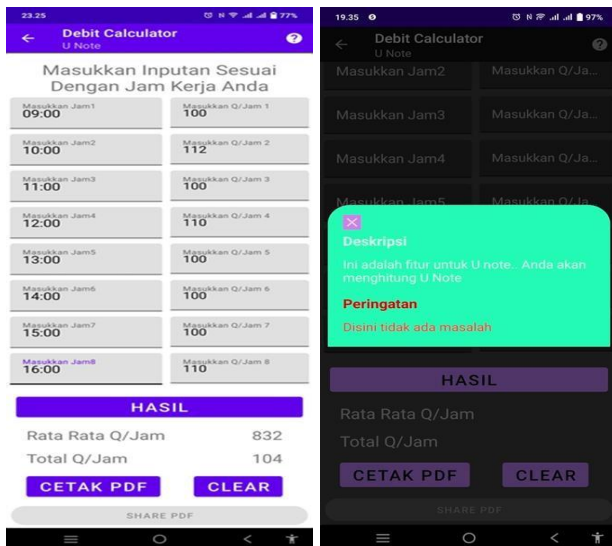 23.25
77%
Debit Calculator
U Note
?
Masukkan Inputan Sesuai
Dengan Jam Kerja Anda
Masukkan Jam1
09:00
Masukkan Q/Jam 1
100
Masukkan Jam2
10:00
Masukkan Q/Jam 2
112
Masukkan Jam3
11:00
Masukkan Q/Jam 3
100
Masukkan Jam4
12:00
Masukkan Q/Jam 4
110
Masukkan Jam5
13:00
Masukkan Q/Jam 5
100
Masukkan Jam6
14:00
Masukkan Q/Jam 6
100
Masukkan Jam7
15:00
Masukkan Q/Jam 7
100
Masukkan Jam8
16:00
Masukkan Q/Jam 8
110
HASIL
Rata Rata Q/Jam 832
Total Q/Jam 104
CETAK PDF CLEAR
SHARE PDF
19.35
97%
Debit Calculator
U Note
?
Masukkan Jam2 Masukkan Q/Ja...
Masukkan Jam3 Masukkan Q/Ja...
Masukkan Jam4 Masukkan Q/Ja...
Masukkan Jam5 Masukkan Q/Ja
Deskripsi
Ini adalah fitur untuk U note.. Anda akan
menghitung U Note
Peringatan
Disini tidak ada masalah
HASIL
Rata Rata Q/Jam
Total Q/Jam
CETAK PDF CLEAR
SHARE PDF